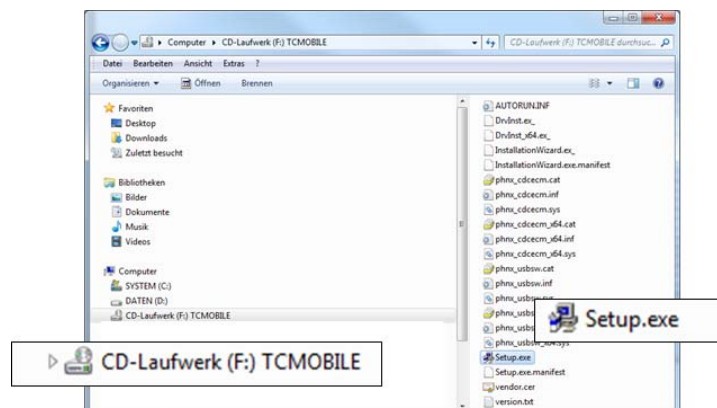 Computer ▸ CD-Laufwerk (F:) TCMOBILE
CD-Laufwerk (F:) TCMOBILE durchsuc...
Datei Bearbeiten Ansicht Extras ?
Organisieren Öffnen Brennen
Favoriten
Desktop
Downloads
Zuletzt besucht
Bibliotheken
Bilder
Dokumente
Musik
Videos
Computer
SYSTEM (C:)
DATEN (D:)
CD-Laufwerk (F:) TCMOBILE
AUTORUN.INF
DrvInst.ex_
DrvInst_x64.ex_
InstallationWizard.ex_
InstallationWizard.exe.manifest
phnx_cdcecm.cat
phnx_cdcecm.inf
phnx_cdcecm.sys
phnx_cdcecm_x64.cat
phnx_cdcecm_x64.inf
phnx_cdcecm_x64.sys
phnx_usbsw.cat
phnx_usbsw.inf
Setup.exe
Setup.exe.manifest
vendor.cer
version.txt
Setup.exe
CD-Laufwerk (F:) TCMOBILE